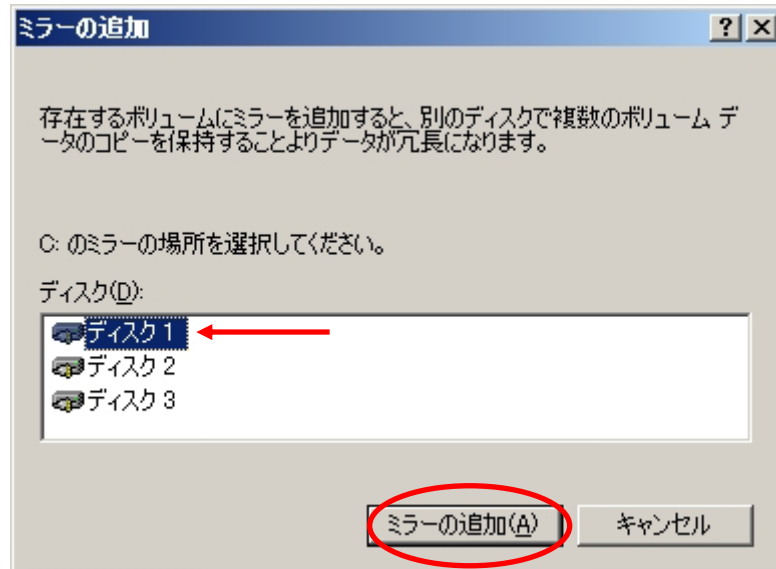 ミラーの追加
存在するボリュームにミラーを追加すると、別のディスクで複数のボリューム デ
ータのコピーを保持することよりデータが冗長になります。
C: のミラーの場所を選択してください。
ディスク(D):
ディスク 1
ディスク 2
ディスク 3
ミラーの追加(A)
キャンセル